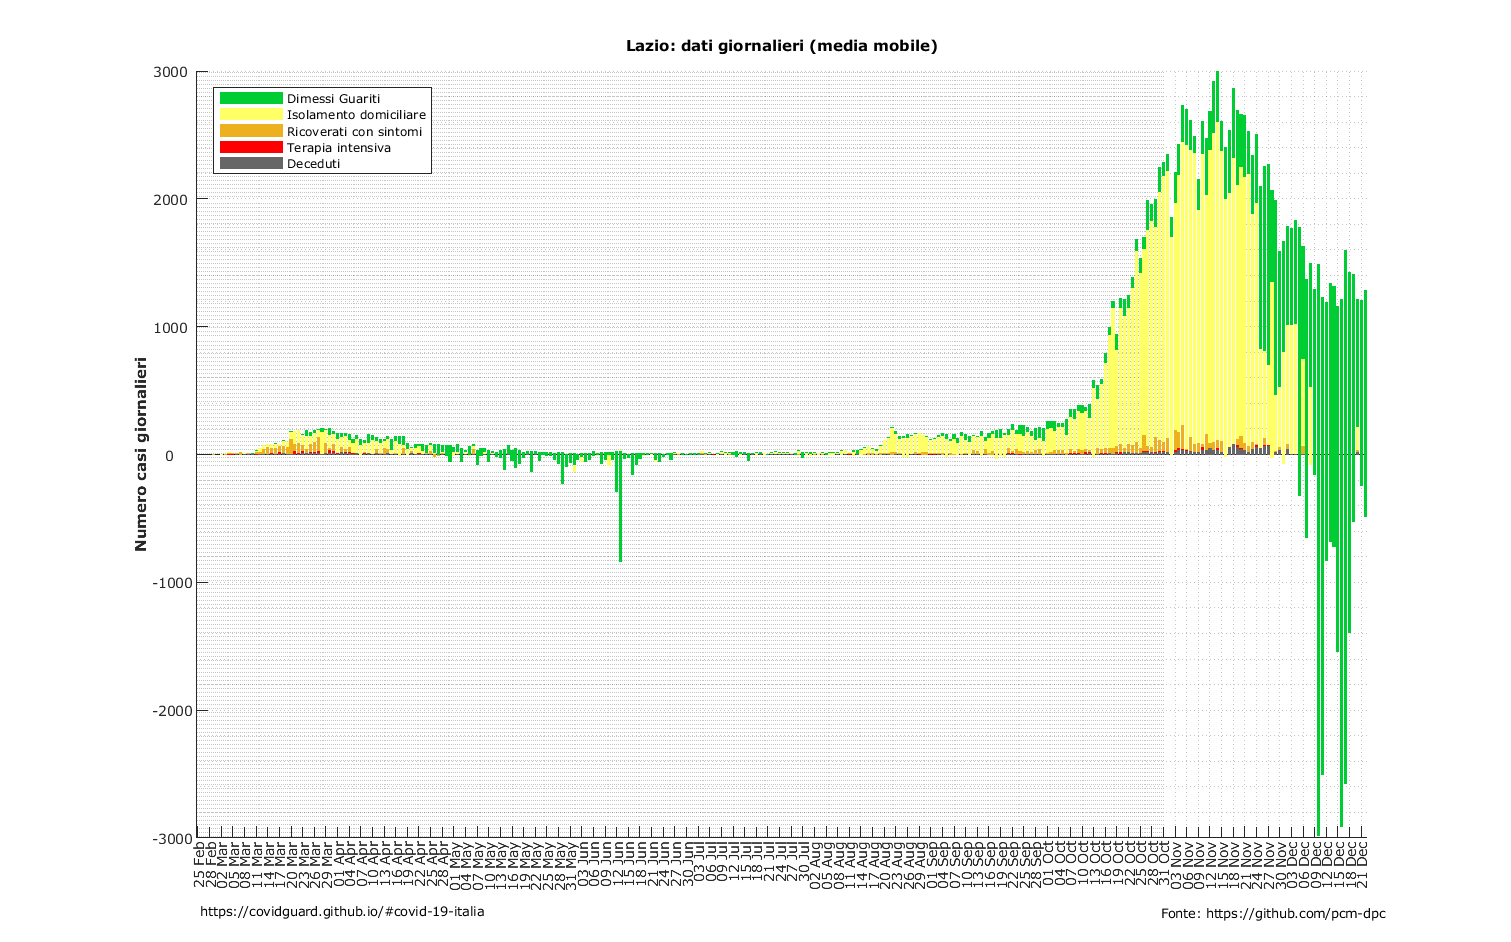 Lazio: dati giornalieri (media mobile)
Dimessi Guariti
Isolamento domiciliare
Ricoverati con sintomi
Terapia intensiva
Deceduti
Numero casi giornalieri
3000
2000
1000
0
-1000
-2000
-3000
25 Feb
28 Feb
02 Mar
05 Mar
08 Mar
11 Mar
14 Mar
17 Mar
20 Mar
23 Mar
26 Mar
29 Mar
01 Apr
04 Apr
07 Apr
10 Apr
13 Apr
16 Apr
19 Apr
22 Apr
25 Apr
28 Apr
01 May
04 May
07 May
10 May
13 May
16 May
19 May
22 May
25 May
28 May
31 May
03 Jun
06 Jun
09 Jun
12 Jun
15 Jun
18 Jun
21 Jun
24 Jun
27 Jun
30 Jun
03 Jul
06 Jul
09 Jul
12 Jul
15 Jul
18 Jul
21 Jul
24 Jul
27 Jul
30 Jul
02 Aug
05 Aug
08 Aug
11 Aug
14 Aug
17 Aug
20 Aug
23 Aug
26 Aug
29 Aug
01 Sep
04 Sep
07 Sep
10 Sep
13 Sep
16 Sep
19 Sep
22 Sep
25 Sep
28 Sep
01 Oct
04 Oct
07 Oct
10 Oct
13 Oct
16 Oct
19 Oct
22 Oct
25 Oct
28 Oct
31 Oct
03 Nov
06 Nov
09 Nov
12 Nov
15 Nov
18 Nov
21 Nov
24 Nov
27 Nov
30 Nov
03 Dec
06 Dec
09 Dec
12 Dec
15 Dec
18 Dec
21 Dec
https://covidguard.github.io/#covid-19-italia
Fonte: https://github.com/pcm-dpc